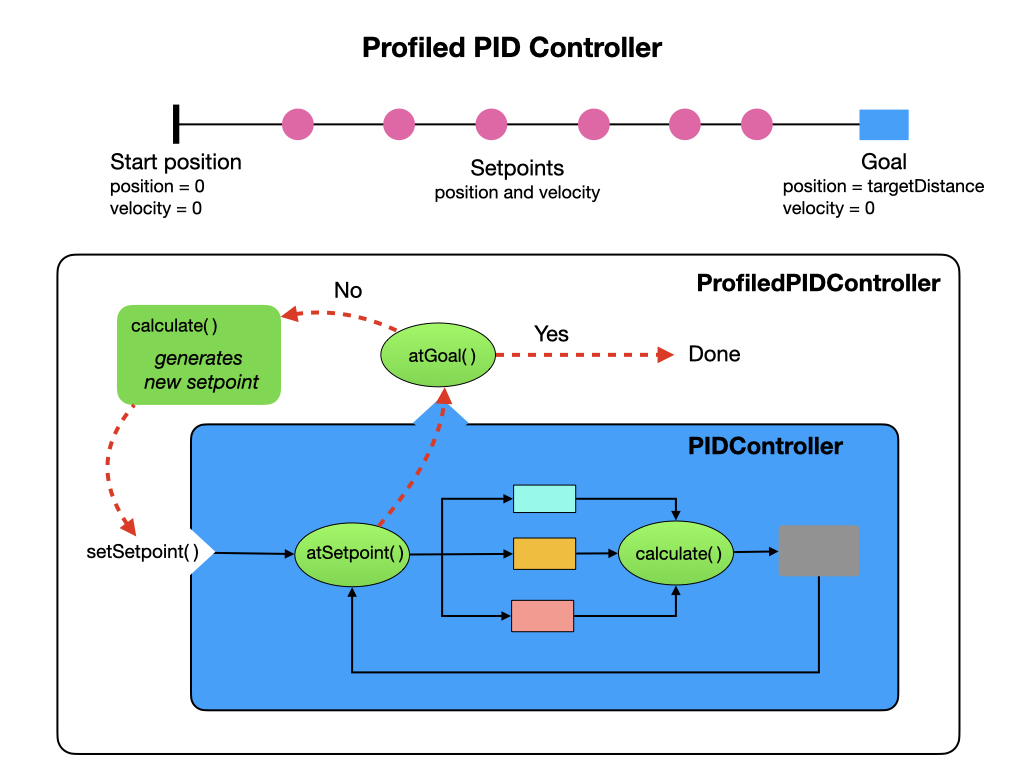 Profiled PID Controller
Start position
position = 0
velocity = 0
Setpoints
position and velocity
Goal
position = targetDistance
velocity = 0
ProfiledPIDController
No
calculate( )
generates
new setpoint
atGoal( )
Yes
Done
PIDController
setSetpoint( )
atSetpoint( )
calculate( )